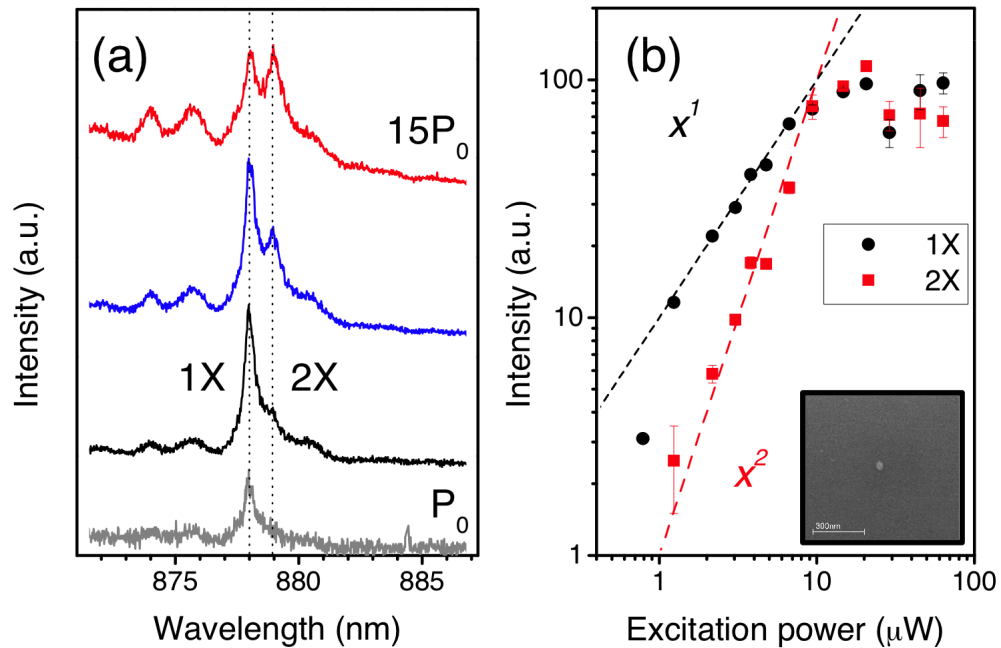 (a)
15P₀
1X 2X
P₀
Intensity (a.u.)
875 880 885
Wavelength (nm)
(b)
x¹
x²
1X
2X
300nm
Intensity (a.u.)
100
10
1
1 10 100
Excitation power (μW)